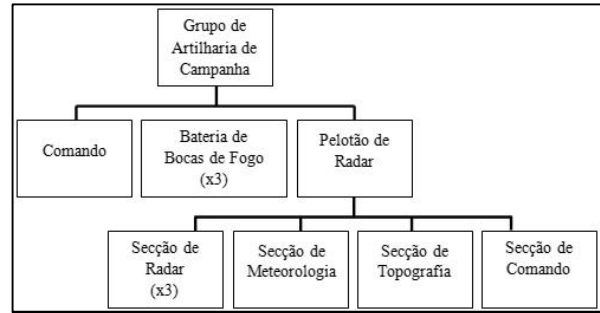 Grupo de
Artilharia de
Campanha
Comando
Bateria de
Bocas de Fogo
(x3)
Pelotão de
Radar
Secção de
Radar
(x3)
Secção de
Meteorologia
Secção de
Topografia
Secção de
Comando